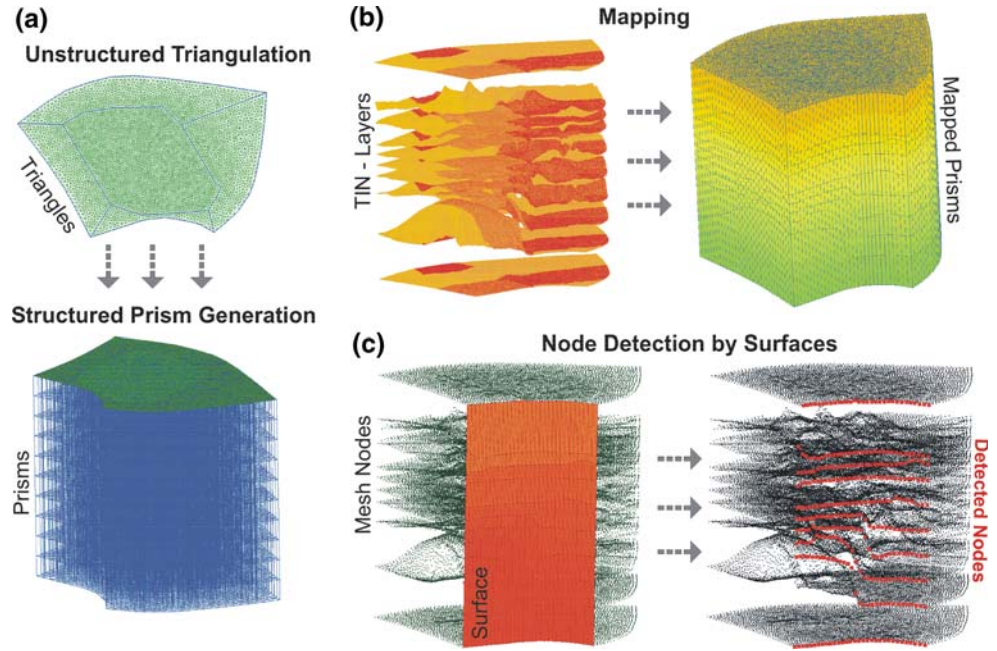 (a)
Unstructured Triangulation
Triangles
Structured Prism Generation
Prisms
(b)
Mapping
TIN - Layers
Mapped Prisms
(c)
Node Detection by Surfaces
Mesh Nodes
Surface
Detected Nodes